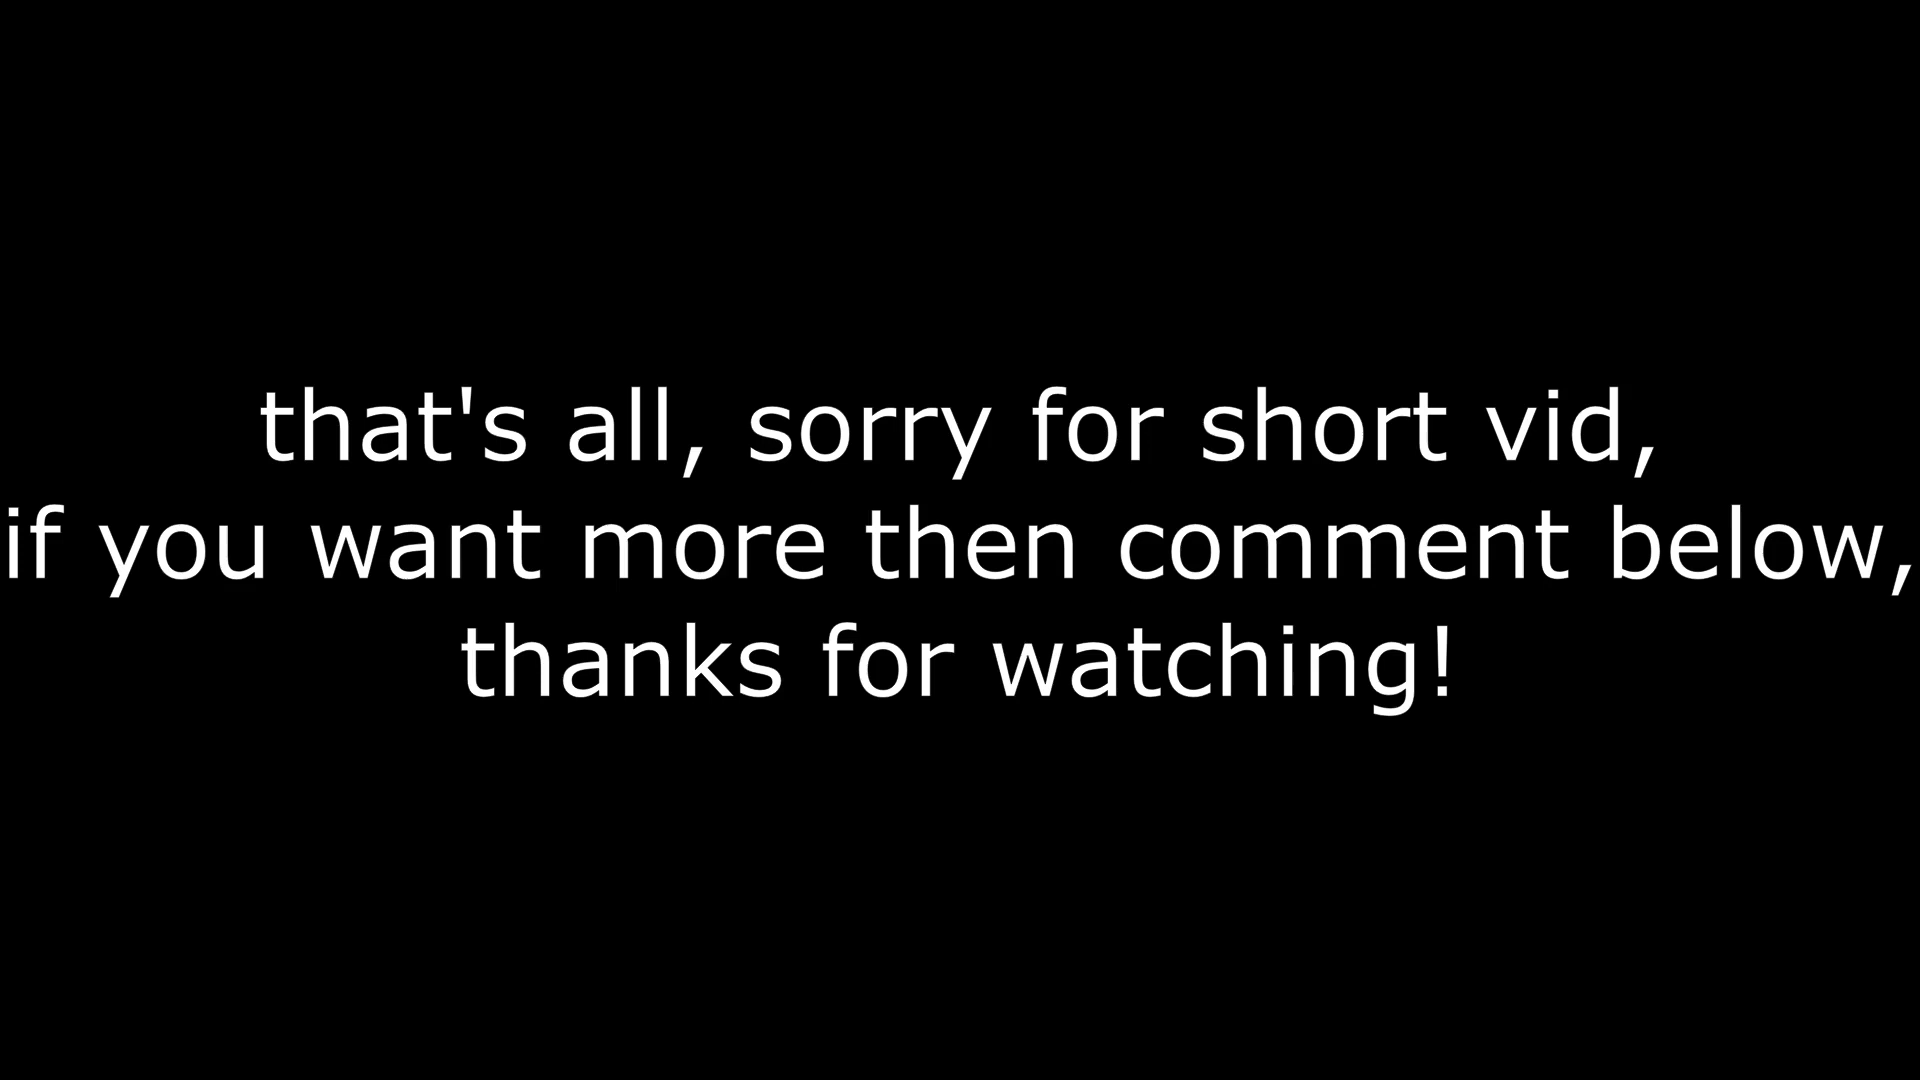 that's all, sorry for short vid,
if you want more then comment below,
thanks for watching!